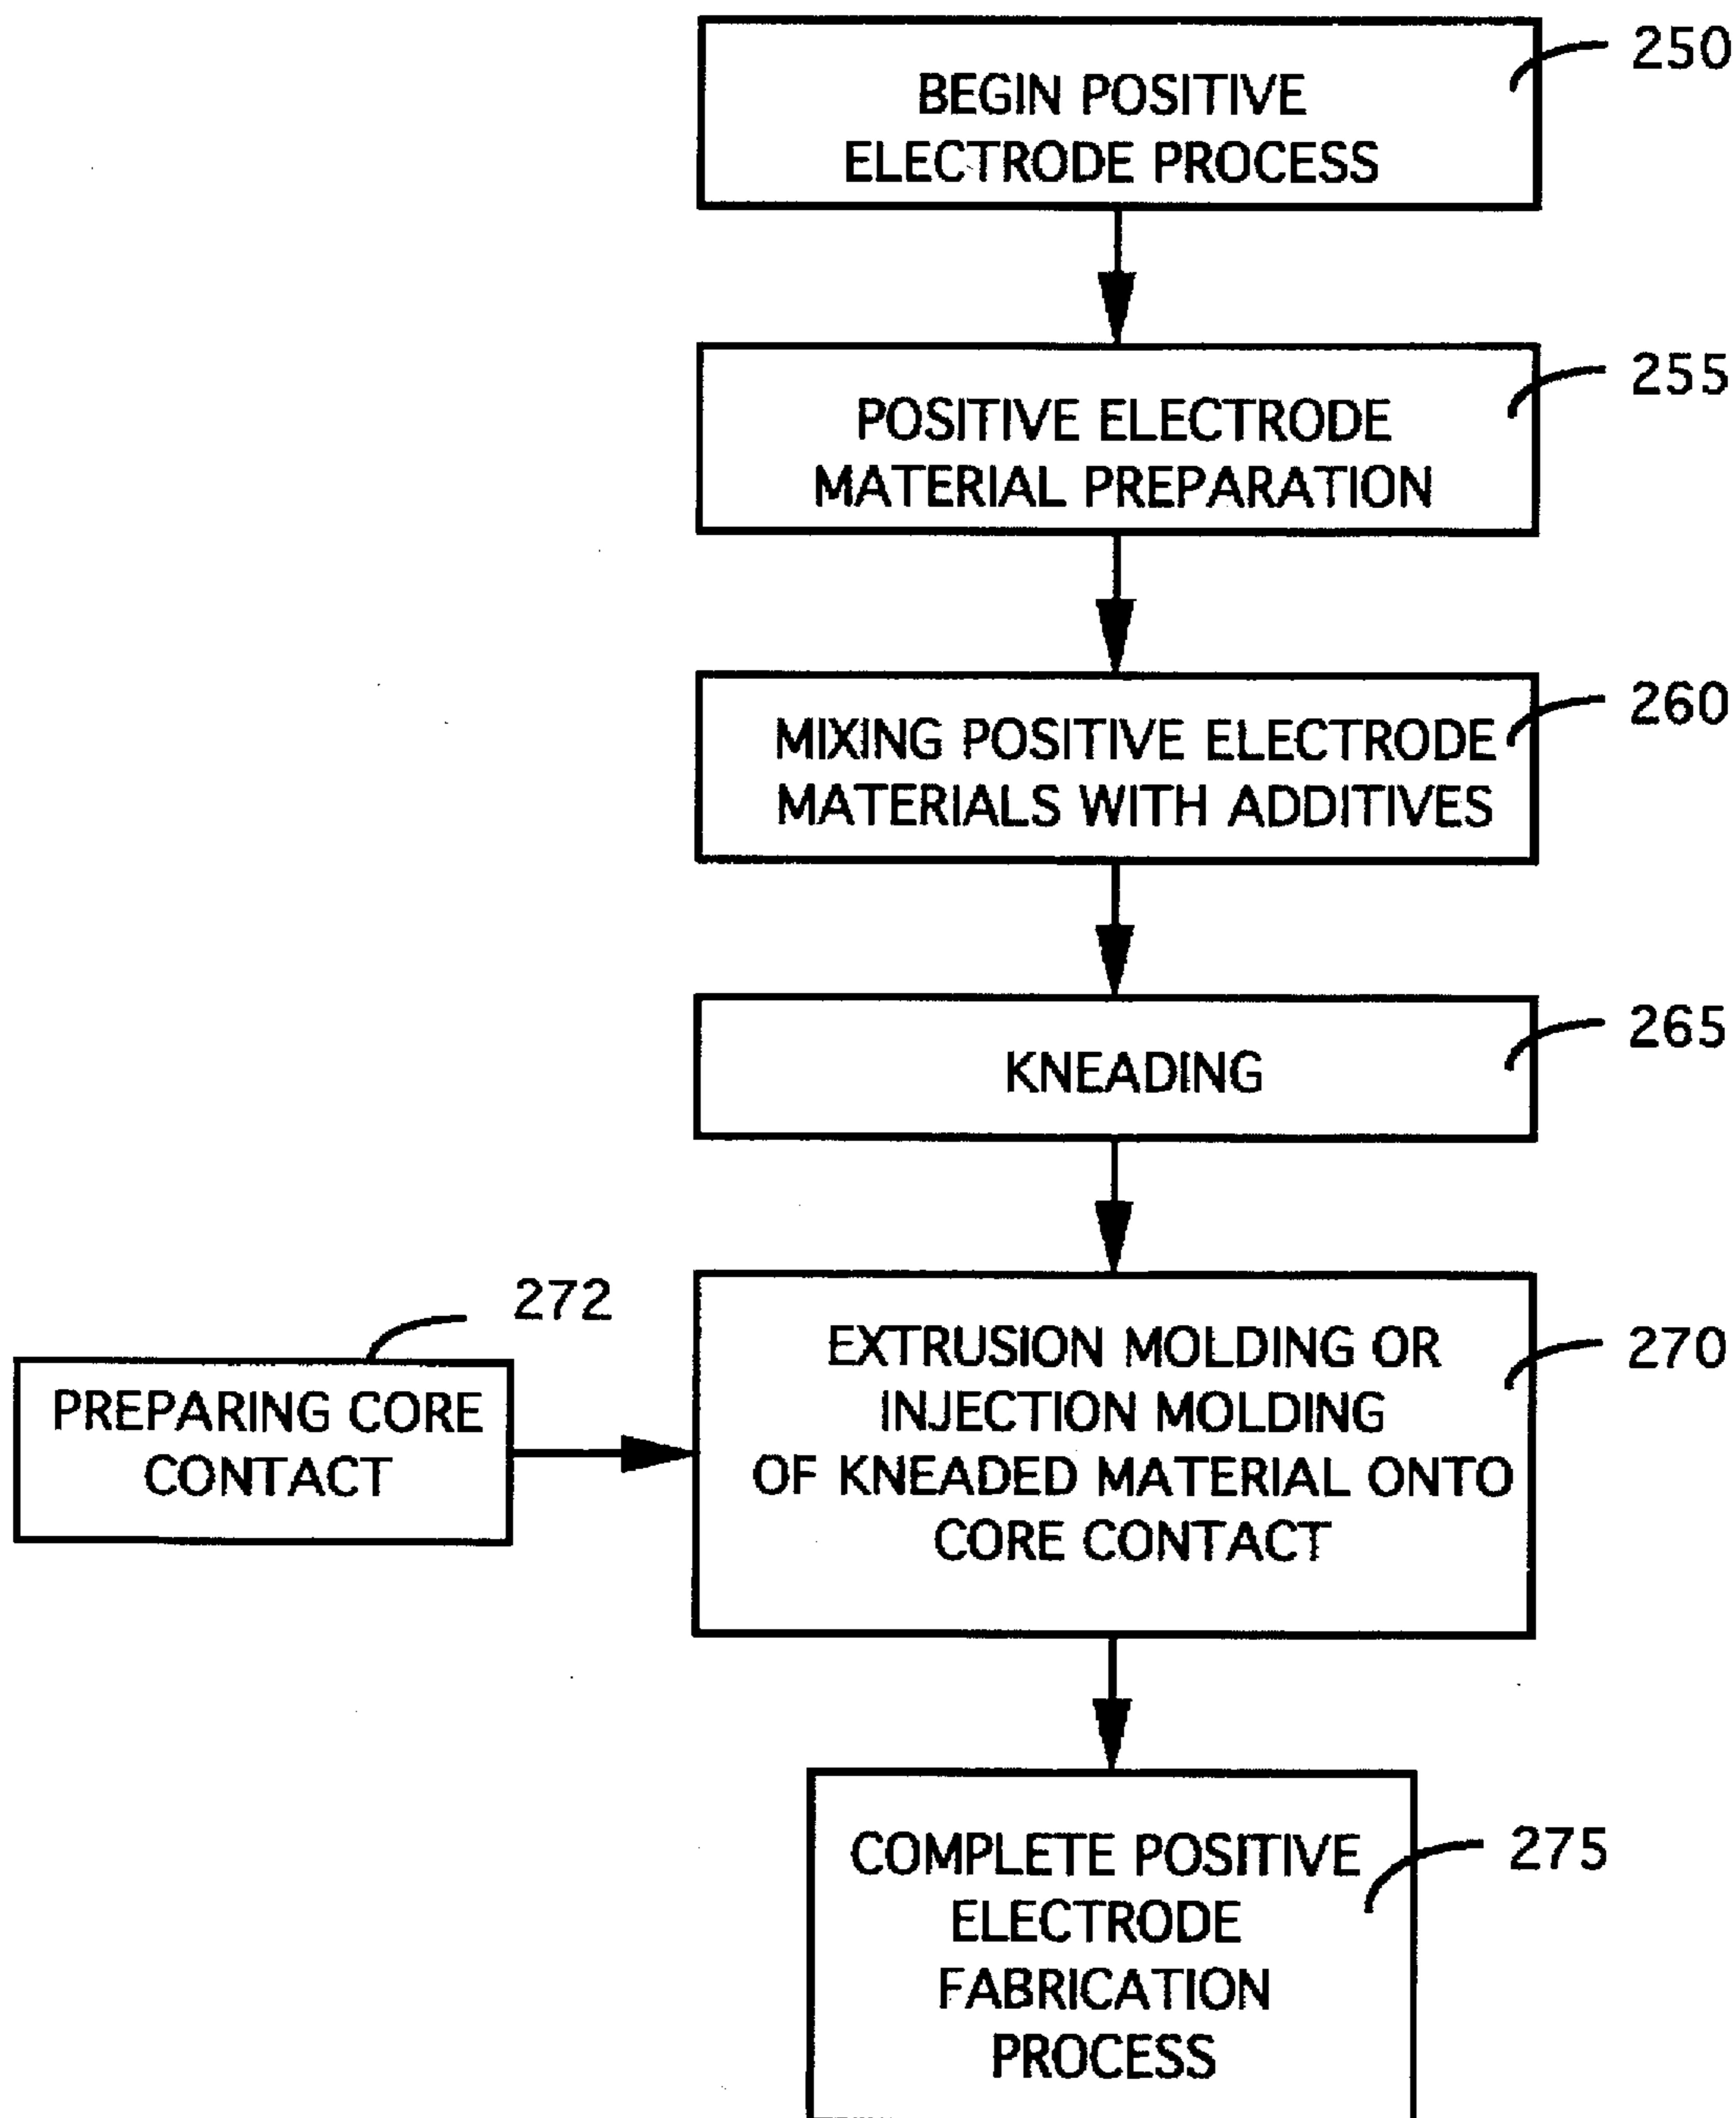 250
BEGIN POSITIVE
ELECTRODE PROCESS
255
POSITIVE ELECTRODE
MATERIAL PREPARATION
260
MIXING POSITIVE ELECTRODE
MATERIALS WITH ADDITIVES
265
KNEADING
272
PREPARING CORE
CONTACT
270
EXTRUSION MOLDING OR
INJECTION MOLDING
OF KNEADED MATERIAL ONTO
CORE CONTACT
275
COMPLETE POSITIVE
ELECTRODE
FABRICATION
PROCESS